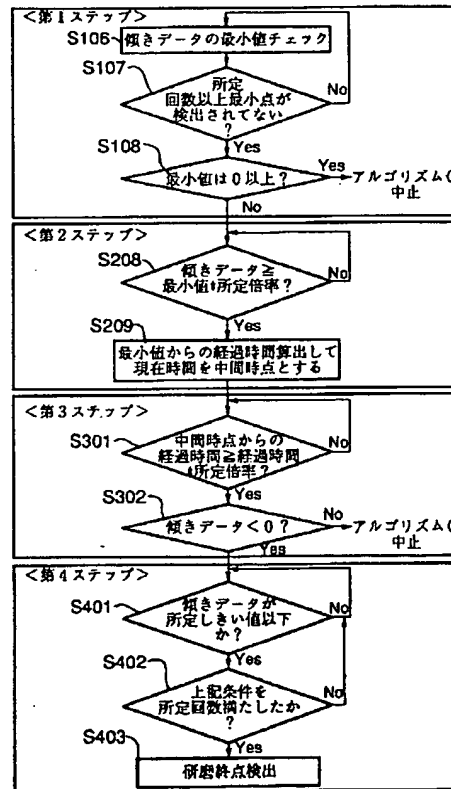 <第1ステップ>
S106
傾きデータの最小値チェック
S107
所定
回数以上最小点が
検出されてない
?
No
Yes
S108
最小値は0以上?
Yes
アルゴリズム(
中止
No
<第2ステップ>
S208
傾きデータ≧
最小値*所定倍率?
No
Yes
S209
最小値からの経過時間算出して
現在時間を中間時点とする
<第3ステップ>
S301
中間時点からの
経過時間≧経過時間
*所定倍率?
No
Yes
S302
傾きデータ<0?
No
アルゴリズム(
中止
Yes
<第4ステップ>
S401
傾きデータが
所定しきい値以下
か?
No
Yes
S402
上記条件を
所定回数満たしたか
?
No
Yes
S403
研磨終点検出